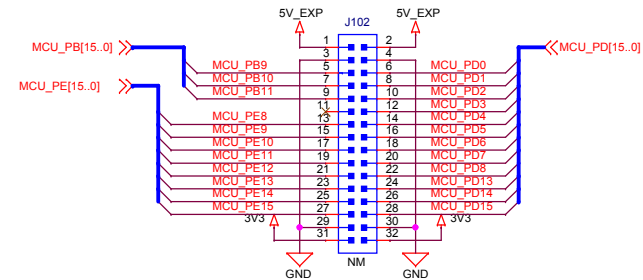 J102
5V_EXP 5V_EXP
1 2
3 4
MCU_PB[15..0] MCU_PD[15..0]
MCU_PB9 5 6 MCU_PD0
MCU_PB10 7 8 MCU_PD1
MCU_PE[15..0]
MCU_PB11 9 10 MCU_PD2
11 12 MCU_PD3
MCU_PE8 13 14 MCU_PD4
MCU_PE9 15 16 MCU_PD5
MCU_PE10 17 18 MCU_PD6
MCU_PE11 19 20 MCU_PD7
MCU_PE12 21 22 MCU_PD8
MCU_PE13 23 24 MCU_PD13
MCU_PE14 25 26 MCU_PD14
MCU_PE15 27 28 MCU_PD15
3V3 29 30 3V3
31 32
GND NM GND